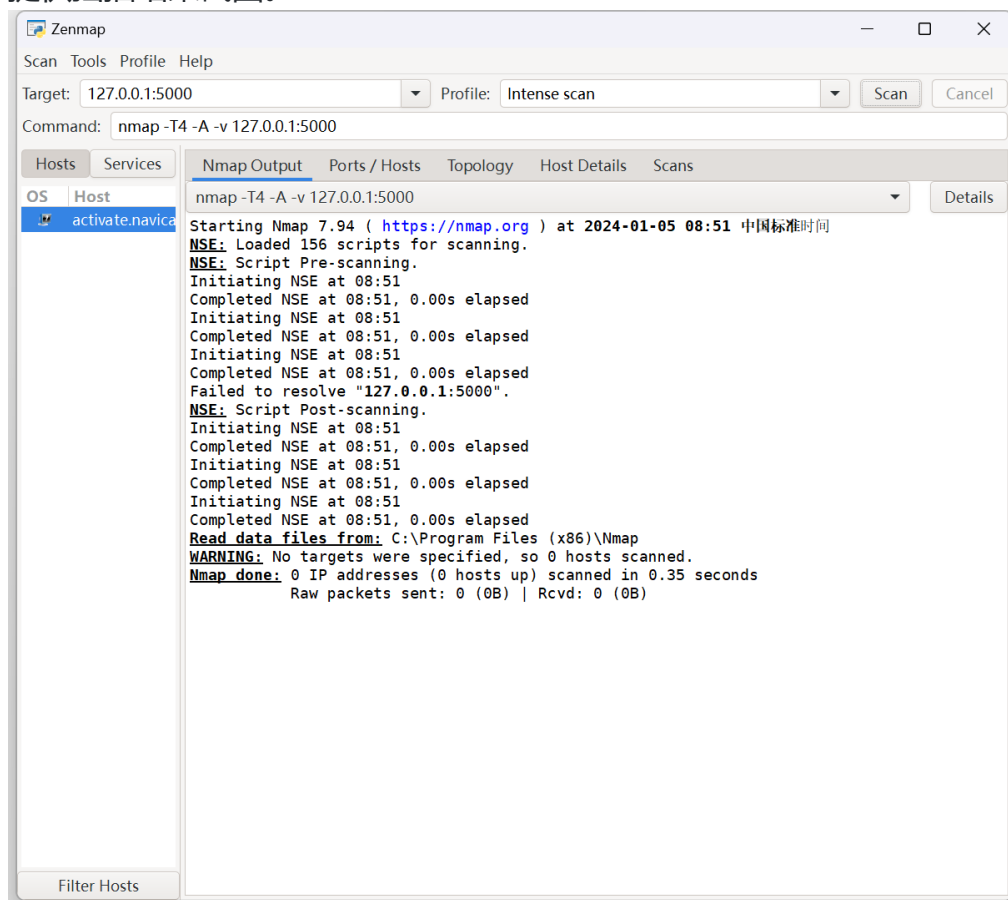 Zenmap
Scan Tools Profile Help
Target: 127.0.0.1:5000 Profile: Intense scan Scan Cancel
Command: nmap -T4 -A -v 127.0.0.1:5000
Hosts Services Nmap Output Ports / Hosts Topology Host Details Scans
OS Host nmap -T4 -A -v 127.0.0.1:5000 Details
activate.navica
Starting Nmap 7.94 ( https://nmap.org ) at 2024-01-05 08:51 中国标准时间
NSE: Loaded 156 scripts for scanning.
NSE: Script Pre-scanning.
Initiating NSE at 08:51
Completed NSE at 08:51, 0.00s elapsed
Initiating NSE at 08:51
Completed NSE at 08:51, 0.00s elapsed
Initiating NSE at 08:51
Completed NSE at 08:51, 0.00s elapsed
Failed to resolve "127.0.0.1:5000".
NSE: Script Post-scanning.
Initiating NSE at 08:51
Completed NSE at 08:51, 0.00s elapsed
Initiating NSE at 08:51
Completed NSE at 08:51, 0.00s elapsed
Initiating NSE at 08:51
Completed NSE at 08:51, 0.00s elapsed
Read data files from: C:\Program Files (x86)\Nmap
WARNING: No targets were specified, so 0 hosts scanned.
Nmap done: 0 IP addresses (0 hosts up) scanned in 0.35 seconds
Raw packets sent: 0 (0B) | Rcvd: 0 (0B)
Filter Hosts